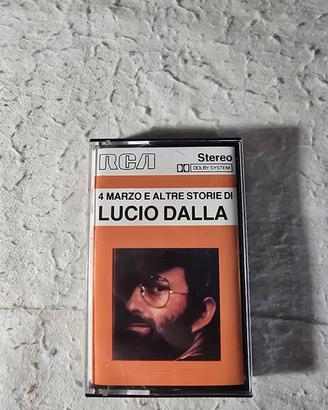 RCA Stereo
DOLBY SYSTEM
4 MARZO E ALTRE STORIE DI
LUCIO DALLA